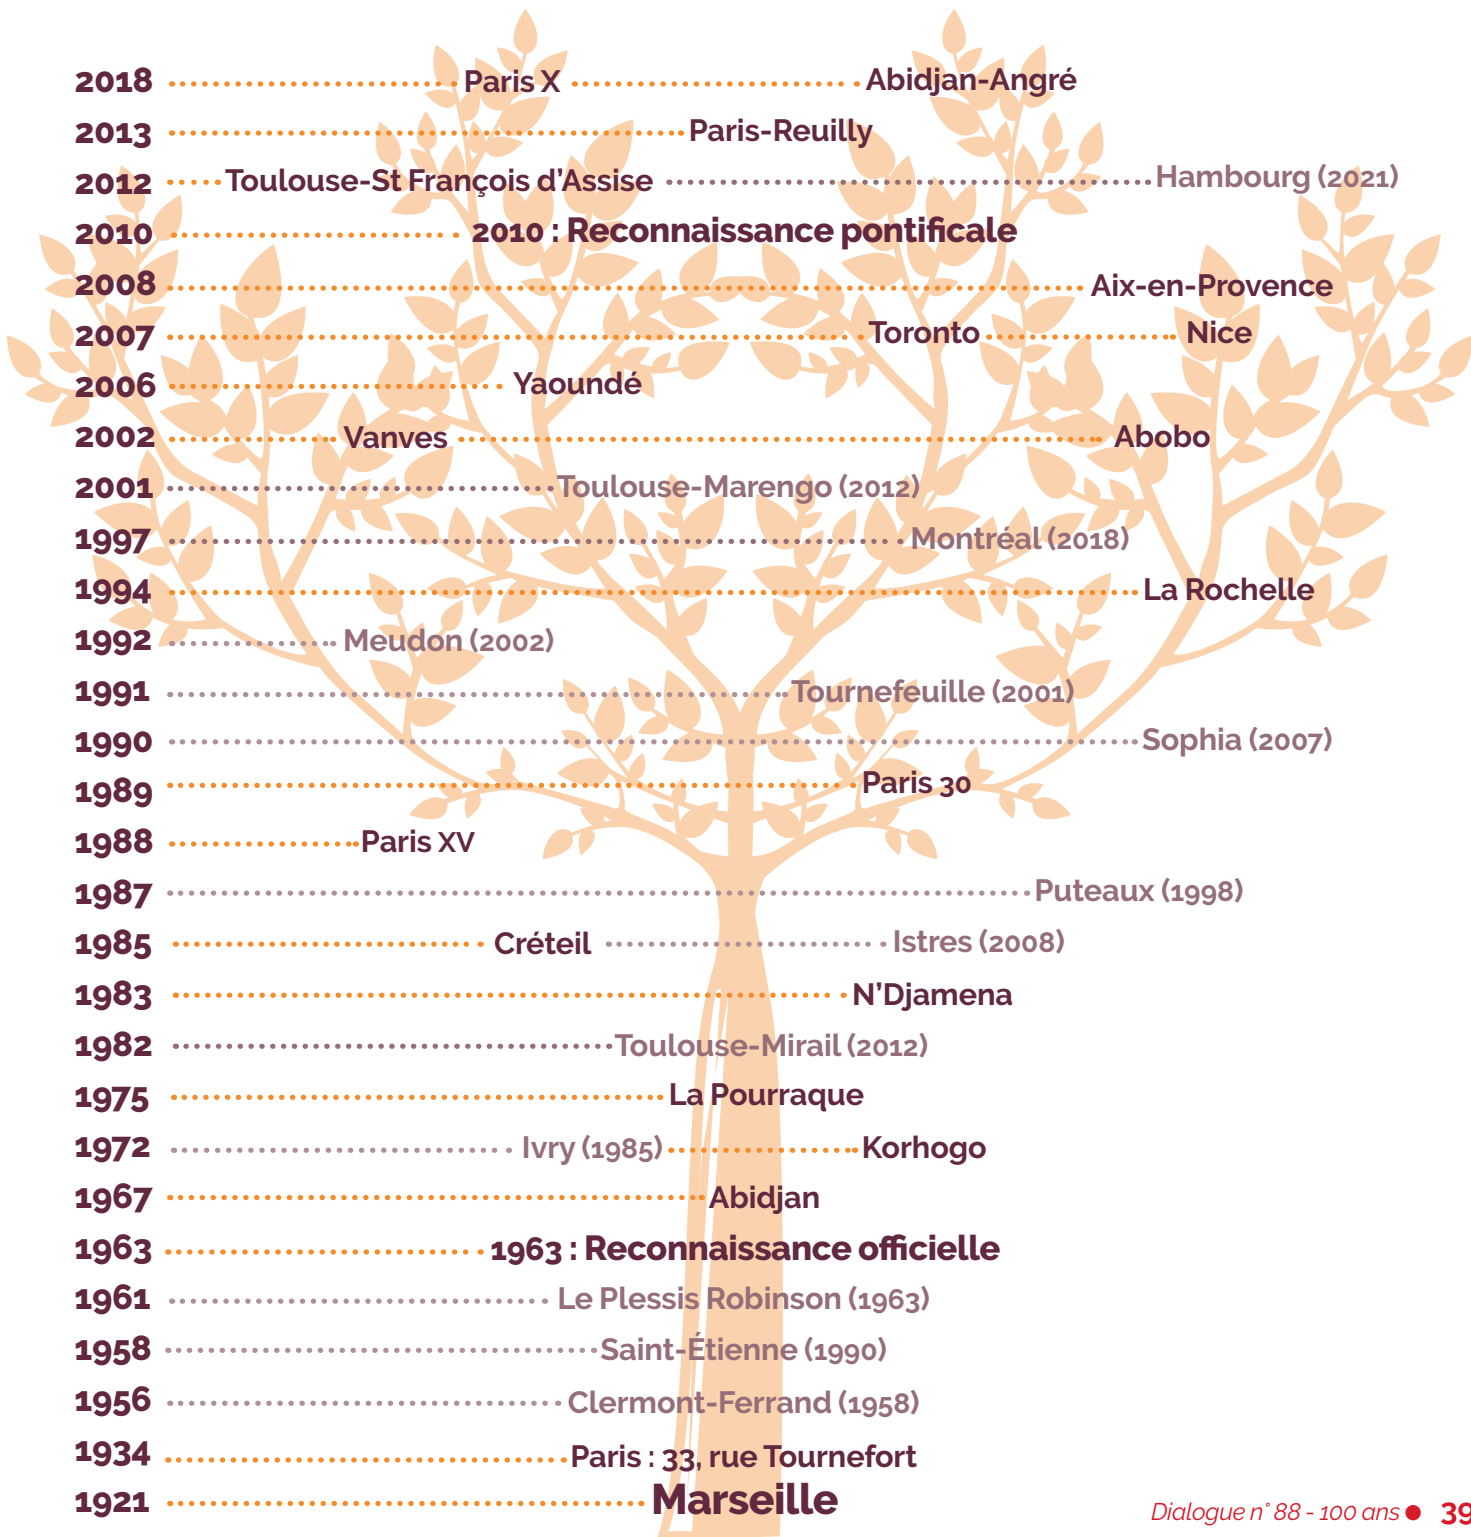 2018 Paris X Abidjan-Angré
2013 Paris-Reuilly
2012 Toulouse-St François d'Assise Hambourg (2021)
2010 2010 : Reconnaissance pontificale
2008 Aix-en-Provence
2007 Toronto Nice
2006 Yaoundé
2002 Vanves Abobo
2001 Toulouse-Marengo (2012)
1997 Montréal (2018)
1994 La Rochelle
1992 Meudon (2002)
1991 Tournefeuille (2001)
1990 Sophia (2007)
1989 Paris 30
1988 Paris XV
1987 Puteaux (1998)
1985 Créteil Istres (2008)
1983 N'Djamena
1982 Toulouse-Mirail (2012)
1975 La Pourraque
1972 Ivry (1985) Korhogo
1967 Abidjan
1963 1963 : Reconnaissance officielle
1961 Le Plessis Robinson (1963)
1958 Saint-Étienne (1990)
1956 Clermont-Ferrand (1958)
1934 Paris : 33, rue Tournefort
1921 Marseille
Dialogue n° 88 - 100 ans ● 39